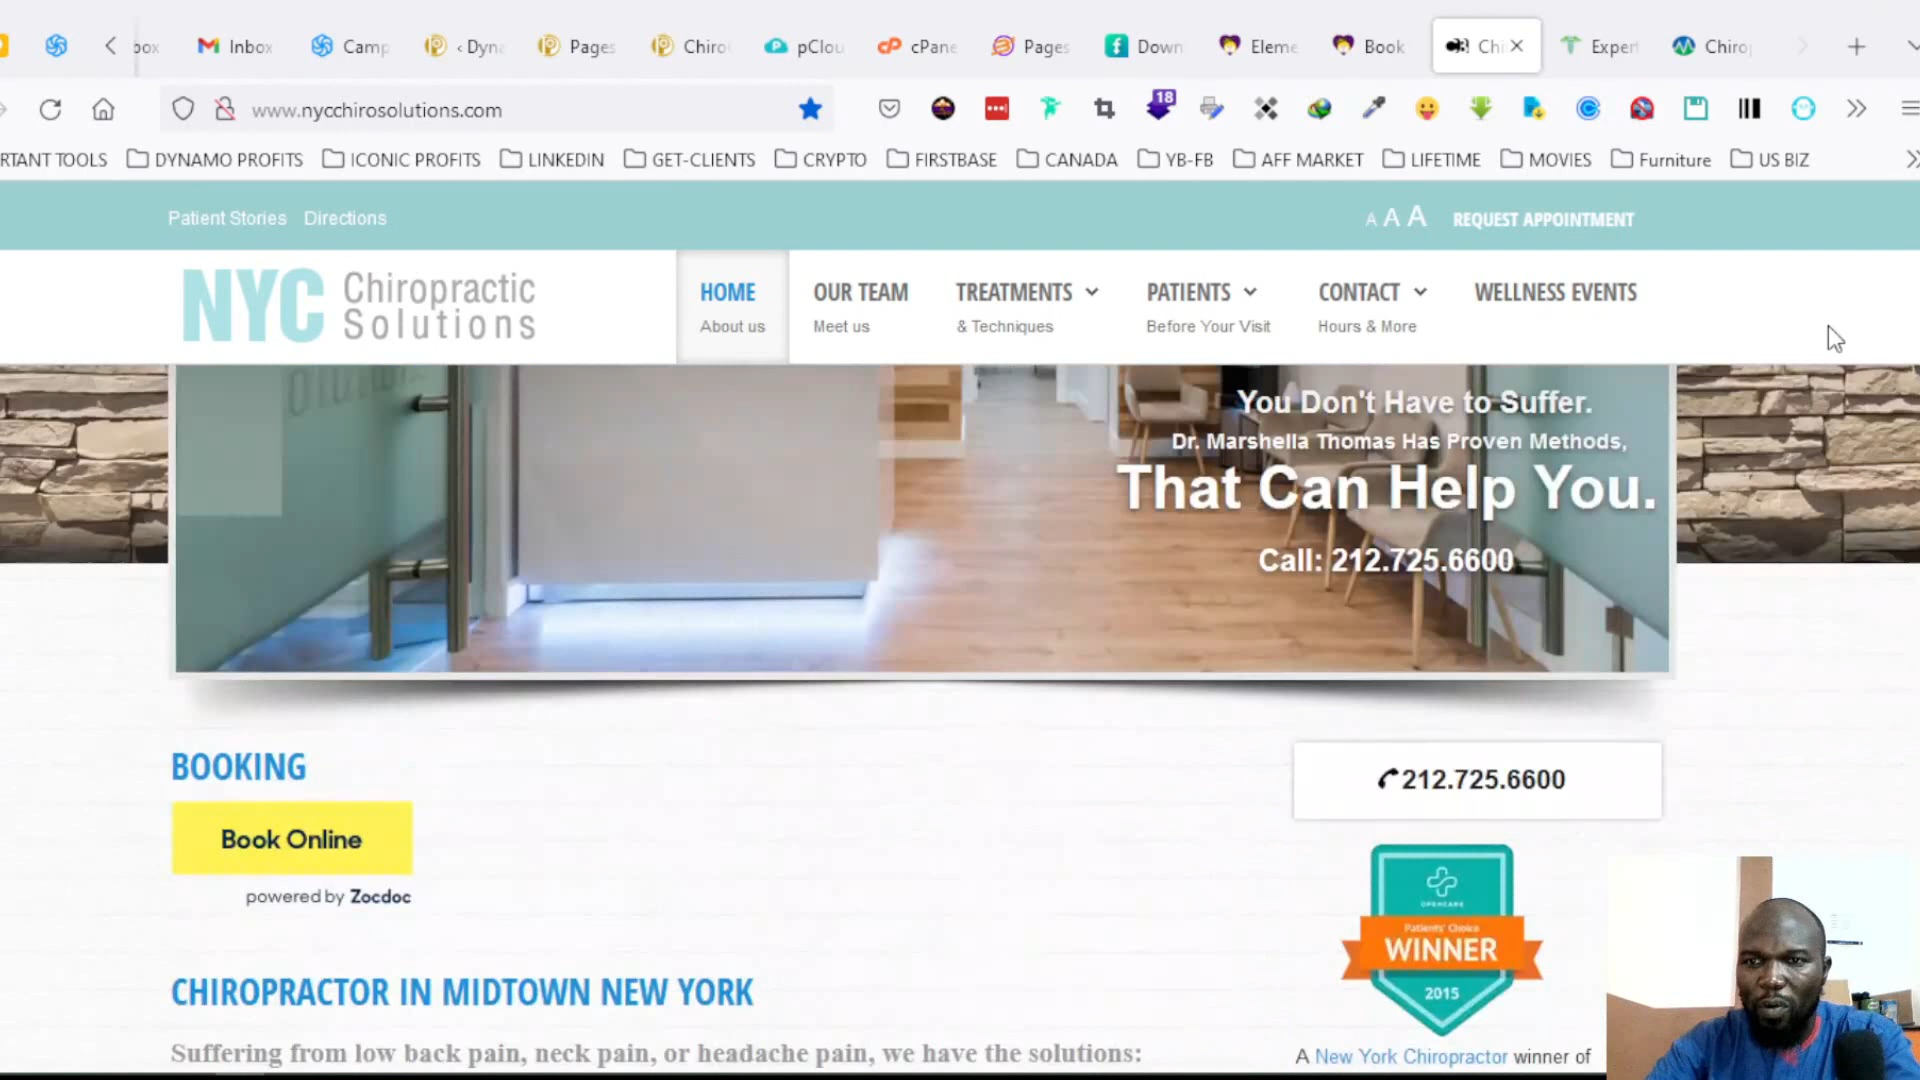 Inbox
Camp
‹ Dyna
Pages
Chiro
pClou
cPane
Pages
Down
Eleme
Book
Chi
Exper
Chiro
www.nycchirosolutions.com
18
RTANT TOOLS
DYNAMO PROFITS
ICONIC PROFITS
LINKEDIN
GET-CLIENTS
CRYPTO
FIRSTBASE
CANADA
YB-FB
AFF MARKET
LIFETIME
MOVIES
Furniture
US BIZ
Patient Stories
Directions
A A A
REQUEST APPOINTMENT
NYC Chiropractic
Solutions
HOME
About us
OUR TEAM
Meet us
TREATMENTS
& Techniques
PATIENTS
Before Your Visit
CONTACT
Hours & More
WELLNESS EVENTS
You Don't Have to Suffer.
Dr. Marshella Thomas Has Proven Methods,
That Can Help You.
Call: 212.725.6600
BOOKING
Book Online
powered by Zocdoc
212.725.6600
OPENCARE
Patients' Choice
WINNER
2015
CHIROPRACTOR IN MIDTOWN NEW YORK
Suffering from low back pain, neck pain, or headache pain, we have the solutions:
A New York Chiropractor winner of